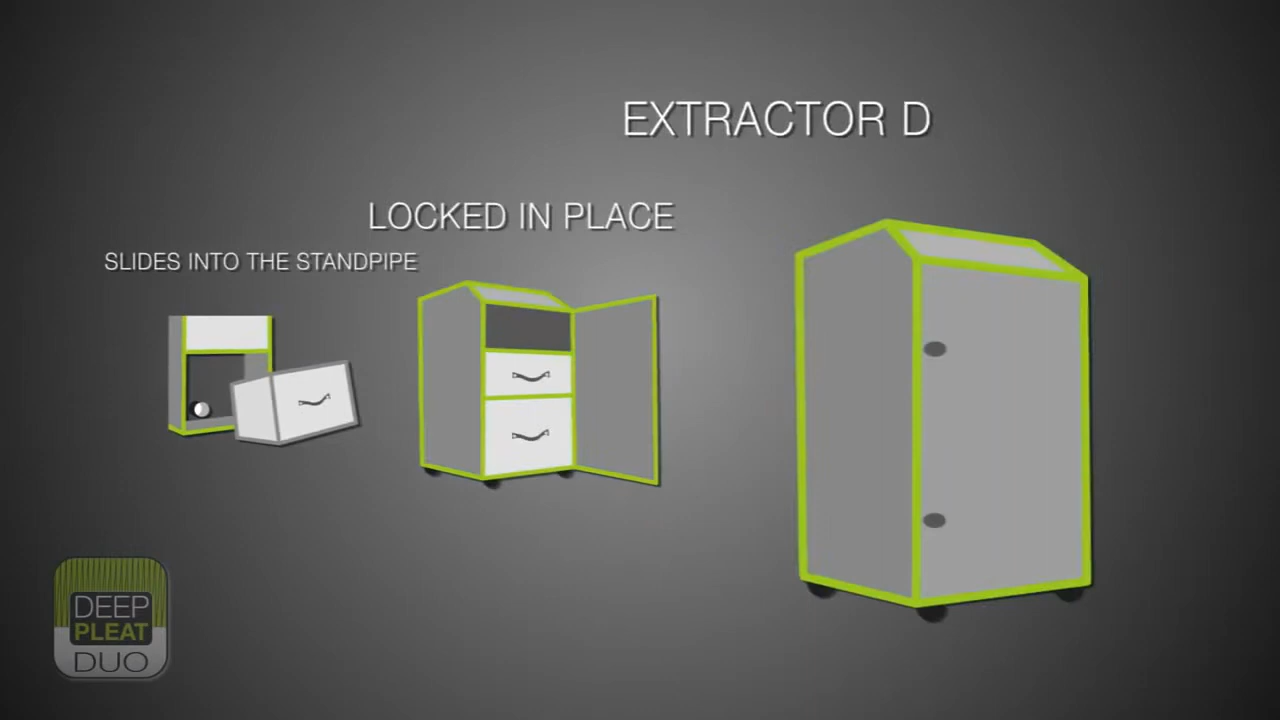 EXTRACTOR D
LOCKED IN PLACE
SLIDES INTO THE STANDPIPE
DEEP
PLEAT
DUO